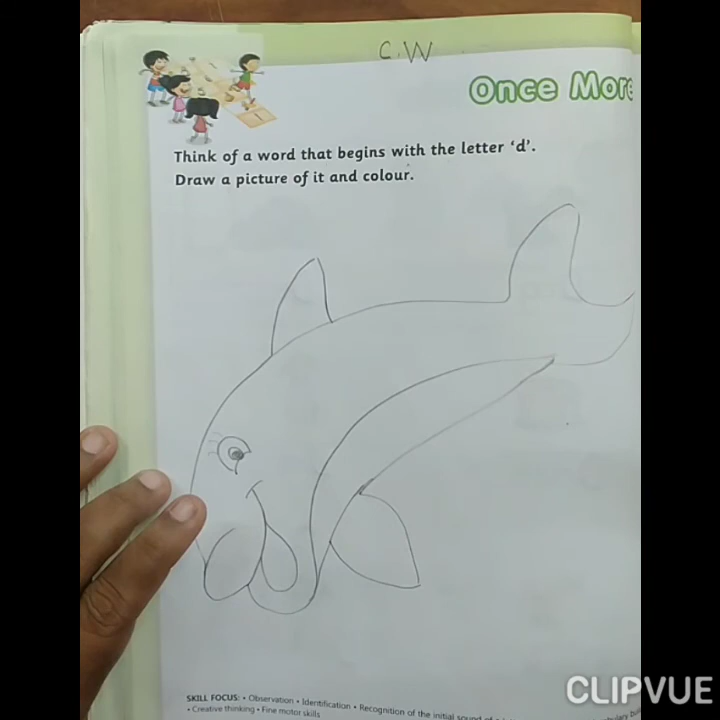 C.W
Once More
Think of a word that begins with the letter ‘d’.
Draw a picture of it and colour.
SKILL FOCUS: • Observation • Identification • Recognition of the initial sound
• Creative thinking • Fine motor skills
CLIPVUE